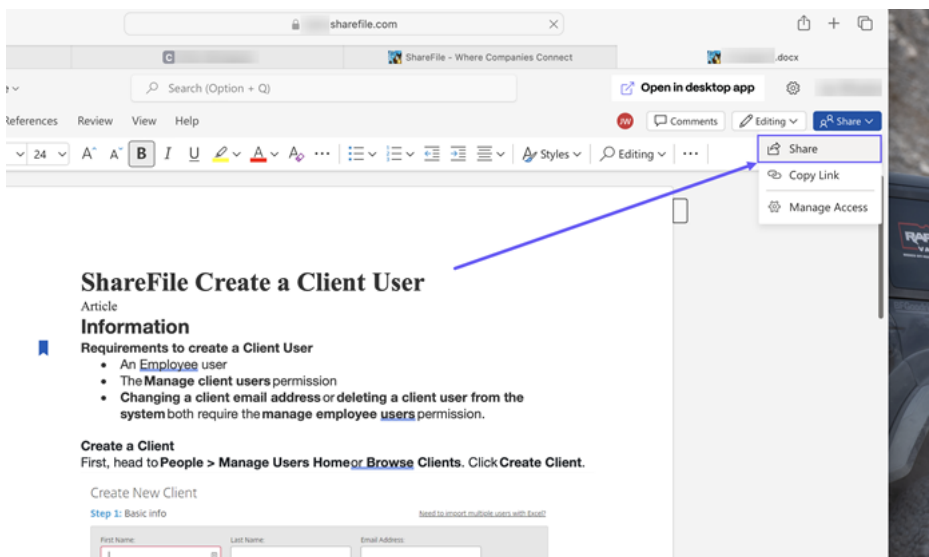 sharefile.com
C
ShareFile - Where Companies Connect
.docx
Search (Option + Q)
Open in desktop app
References Review View Help
JW Comments Editing Share
24 A A B I U A A Styles Editing
Share
Copy Link
Manage Access
ShareFile Create a Client User
Article
Information
Requirements to create a Client User
• An Employee user
• The Manage client users permission
• Changing a client email address or deleting a client user from the
system both require the manage employee users permission.
Create a Client
First, head to People > Manage Users Home or Browse Clients. Click Create Client.
Create New Client
Step 1: Basic info
Need to import multiple users with Excel?
First Name: Last Name: Email Address: